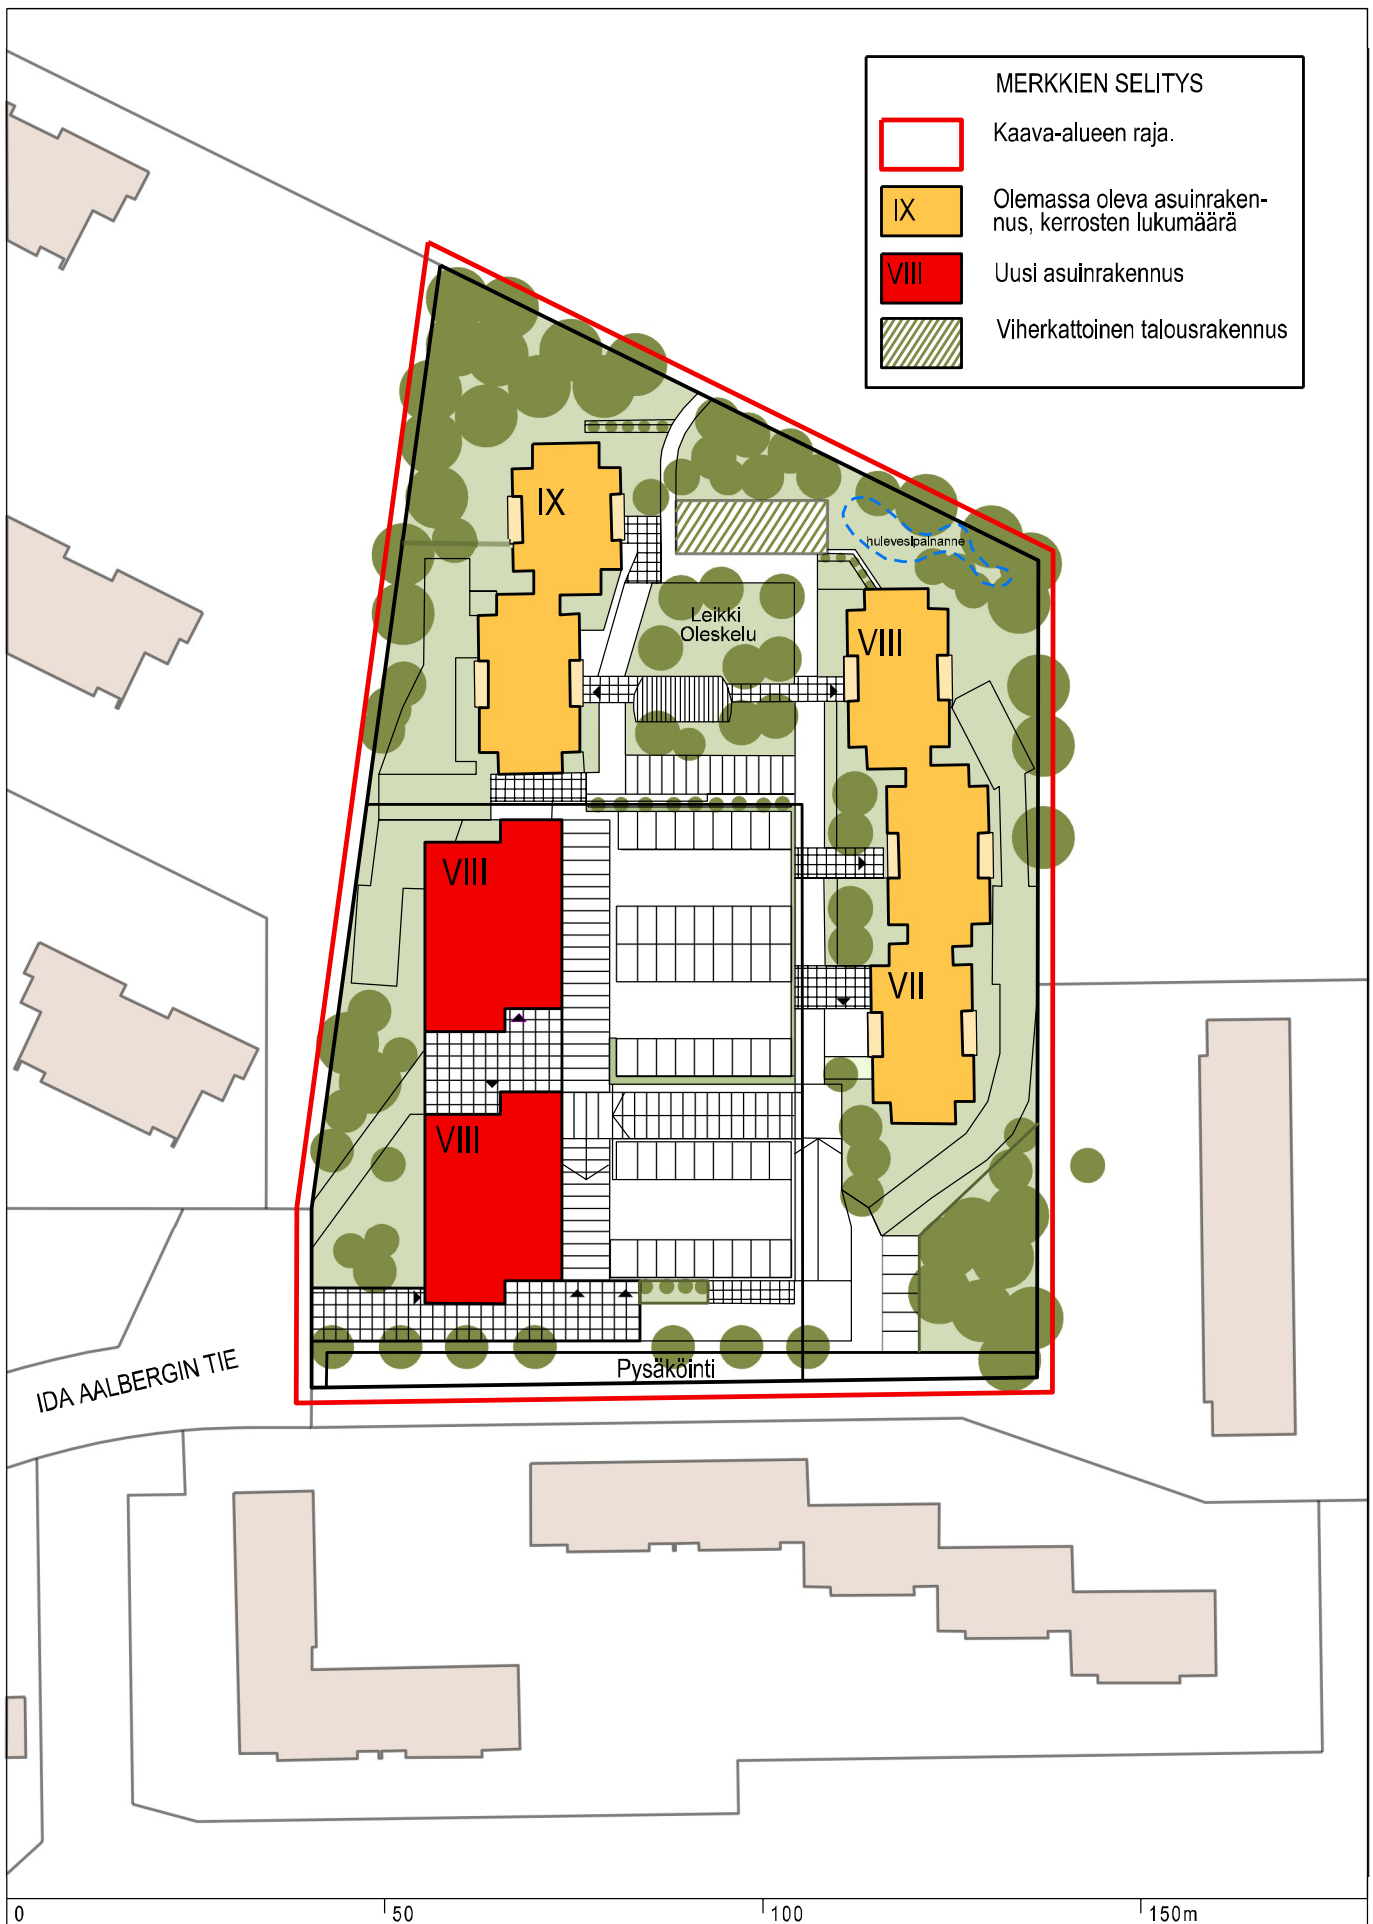 MERKKIEN SELITYS
Kaava-alueen raja.
IX
Olemassa oleva asuinraken-
nus, kerrosten lukumäärä
VIII
Uusi asuinrakennus
Viherkattoinen talousrakennus
IX
hulevesipainanne
Leikki
Oleskelu
VIII
VIII
VII
VIII
Pysäköinti
IDA AALBERGIN TIE
0
50
100
150m